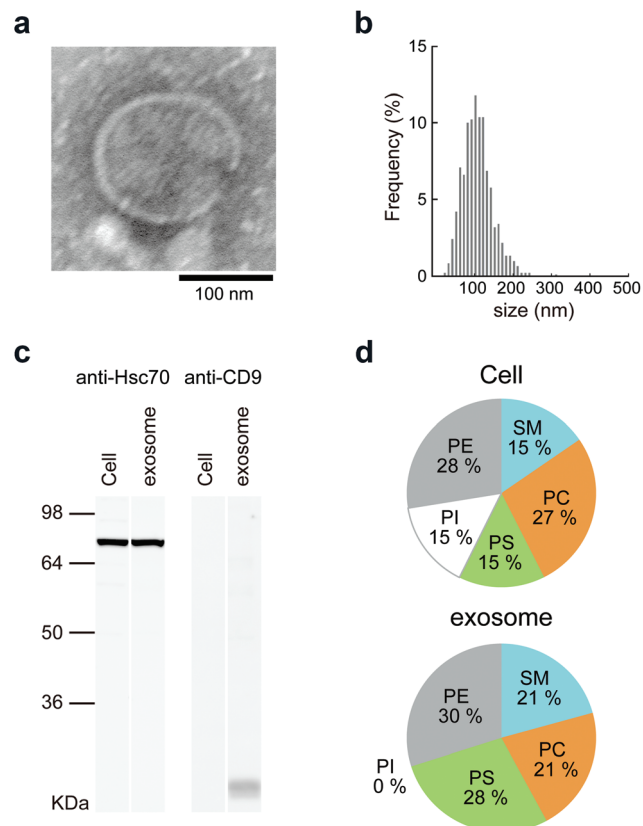 a
100 nm
b
15
10
5
0
Frequency (%)
100 200 300 400 500
size (nm)
c
anti-Hsc70 anti-CD9
Cell
exosome
Cell
exosome
98
64
50
36
KDa
d
Cell
SM
15 %
PC
27 %
PS
15 %
PI
15 %
PE
28 %
exosome
SM
21 %
PC
21 %
PS
28 %
PI
0 %
PE
30 %